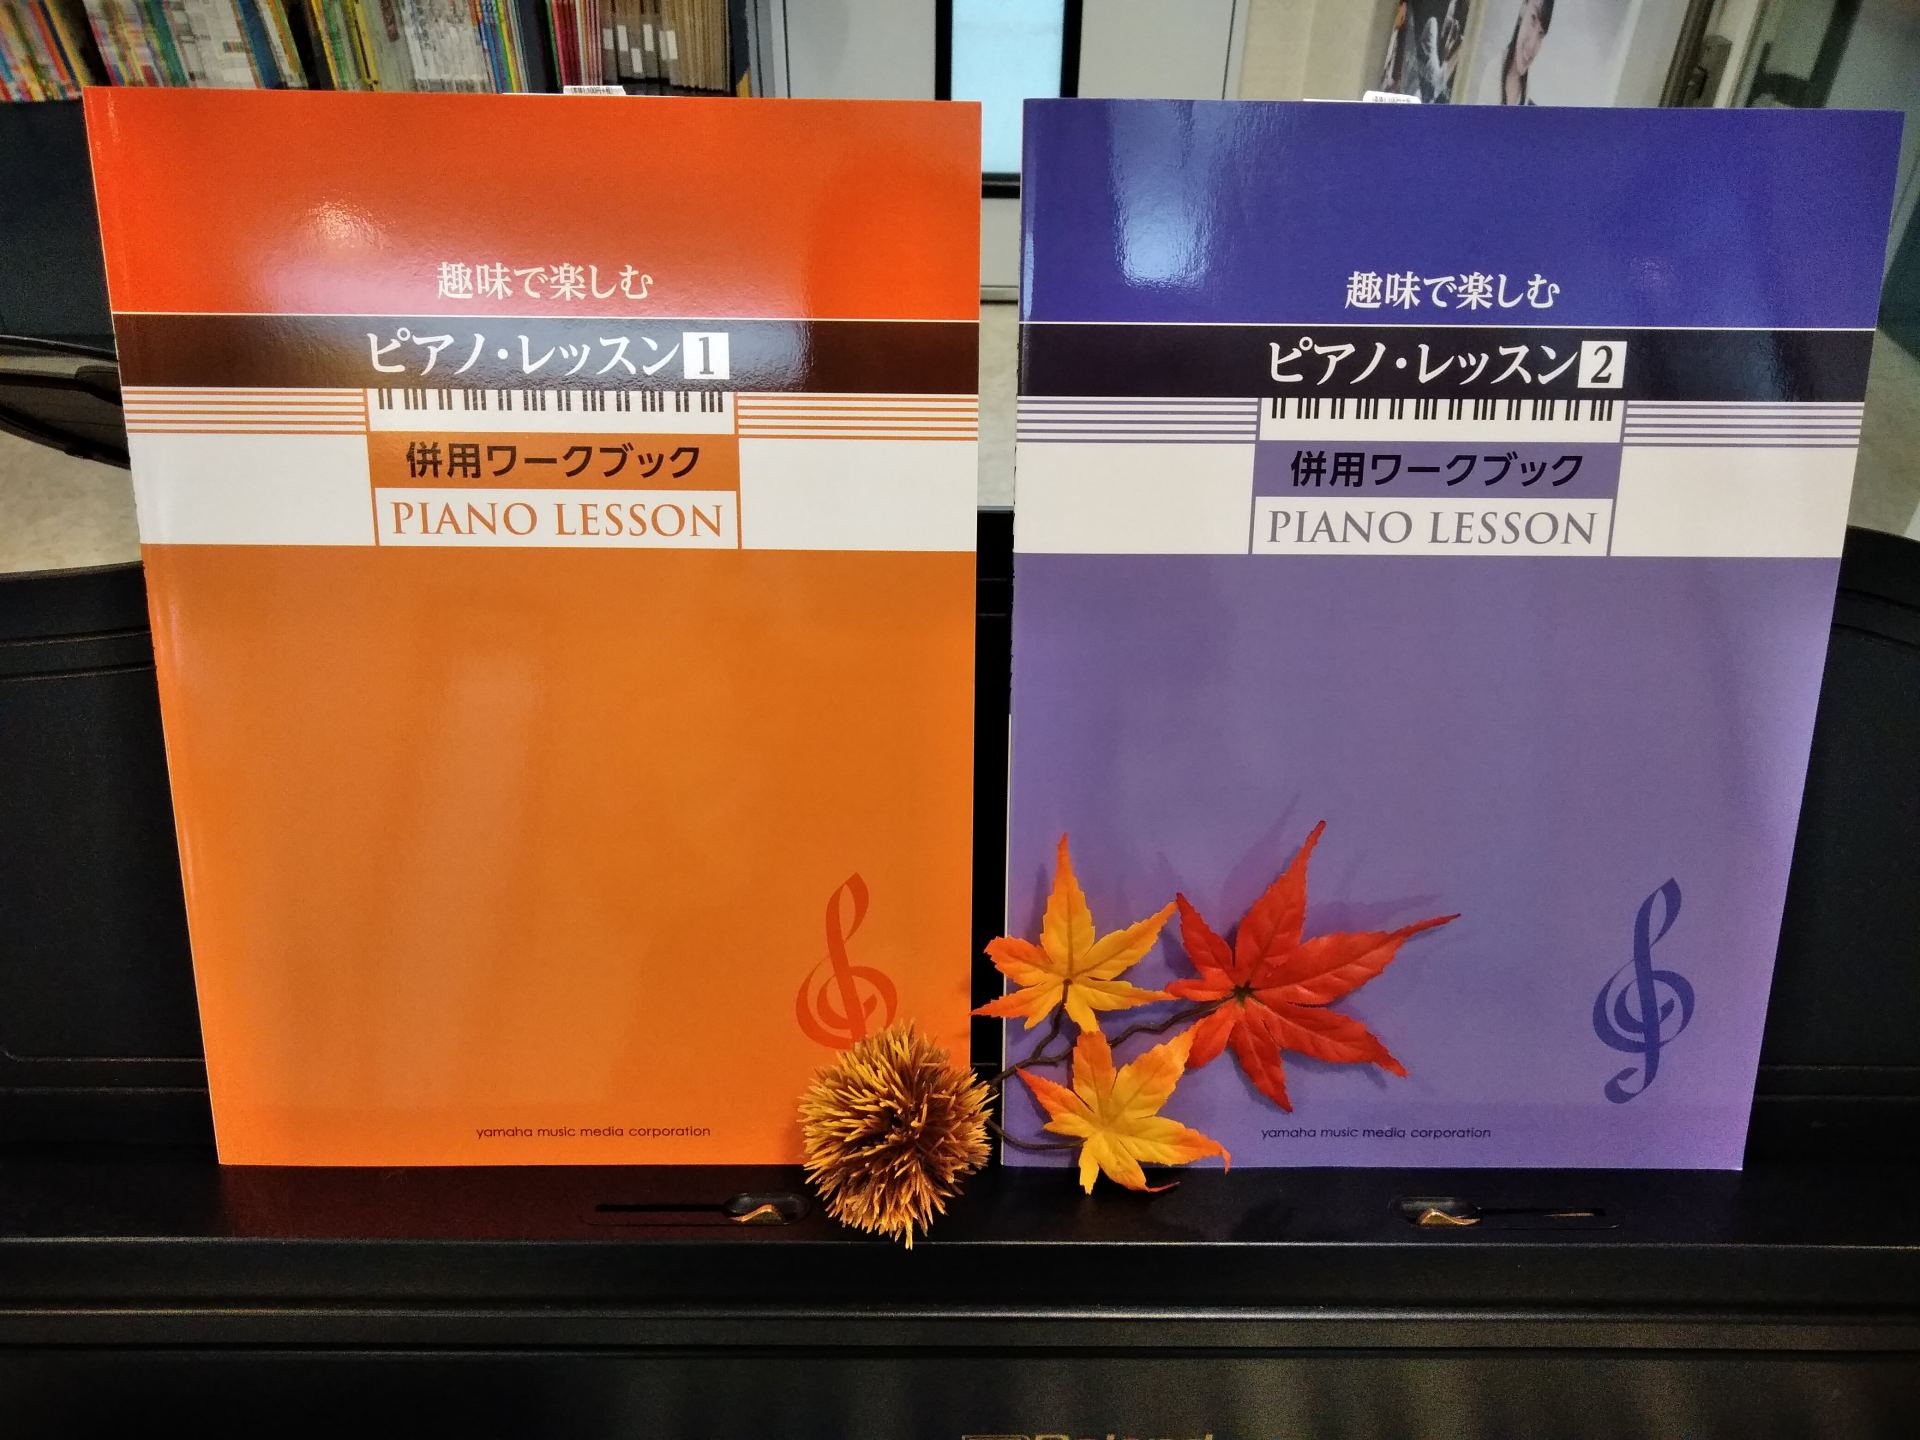 趣味で楽しむ
ピアノ・レッスン1
併用ワークブック
PIANO LESSON
yamaha music media corporation
趣味で楽しむ
ピアノ・レッスン2
併用ワークブック
PIANO LESSON
yamaha music media corporation